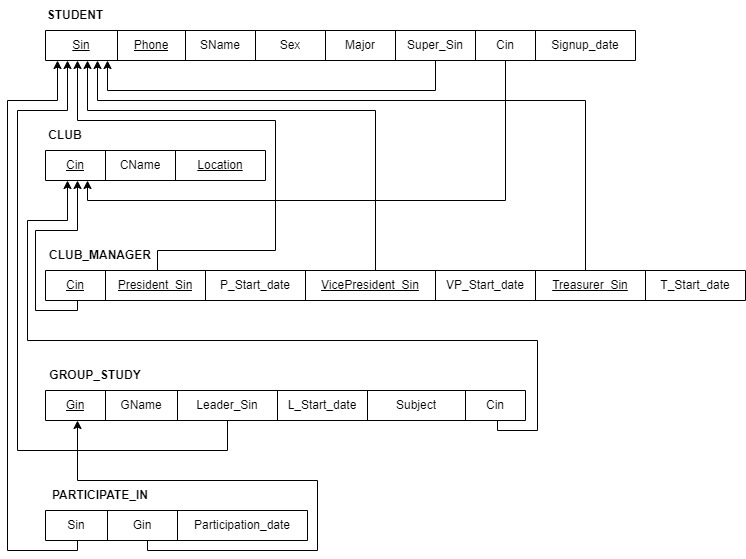 STUDENT
Sin Phone SName Sex Major Super_Sin Cin Signup_date
CLUB
Cin CName Location
CLUB_MANAGER
Cin President_Sin P_Start_date VicePresident_Sin VP_Start_date Treasurer_Sin T_Start_date
GROUP_STUDY
Gin GName Leader_Sin L_Start_date Subject Cin
PARTICIPATE_IN
Sin Gin Participation_date